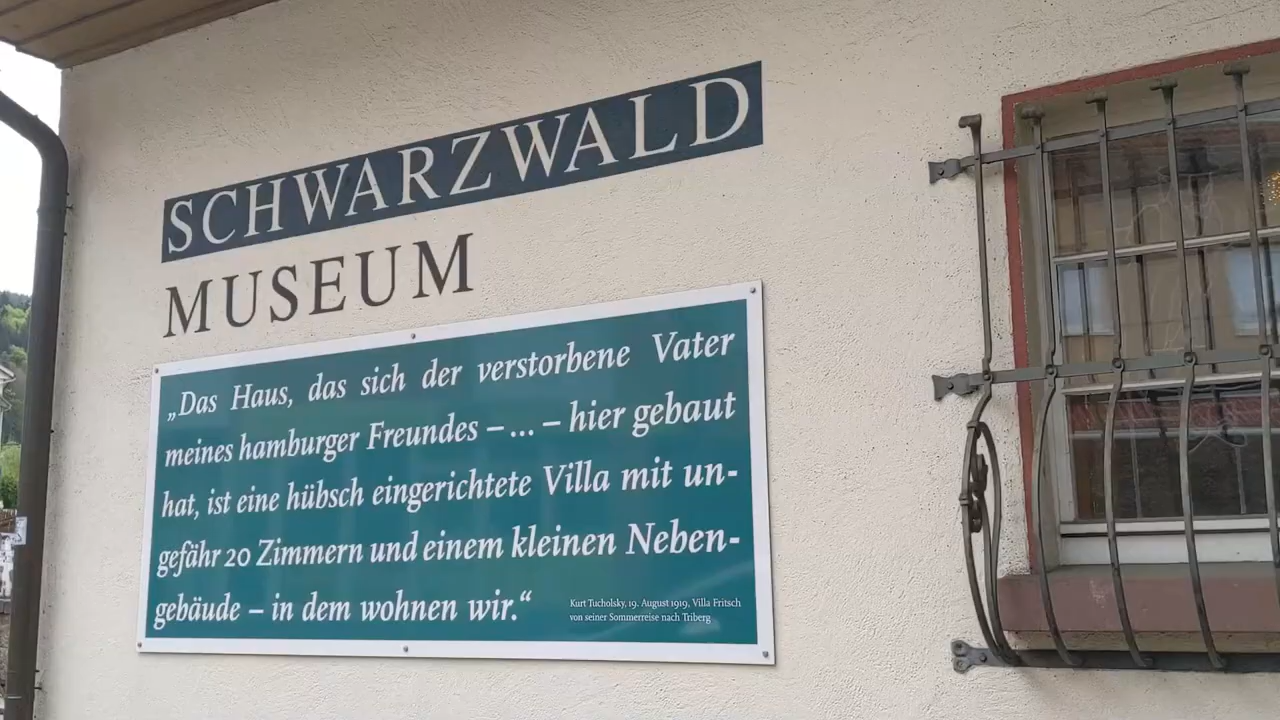 SCHWARZWALD
MUSEUM
„Das Haus, das sich der verstorbene Vater
meines hamburger Freundes – ... – hier gebaut
hat, ist eine hübsch eingerichtete Villa mit un-
gefähr 20 Zimmern und einem kleinen Neben-
gebäude – in dem wohnen wir.“
Kurt Tucholsky, 19. August 1919, Villa Fritsch
von seiner Sommerreise nach Triberg